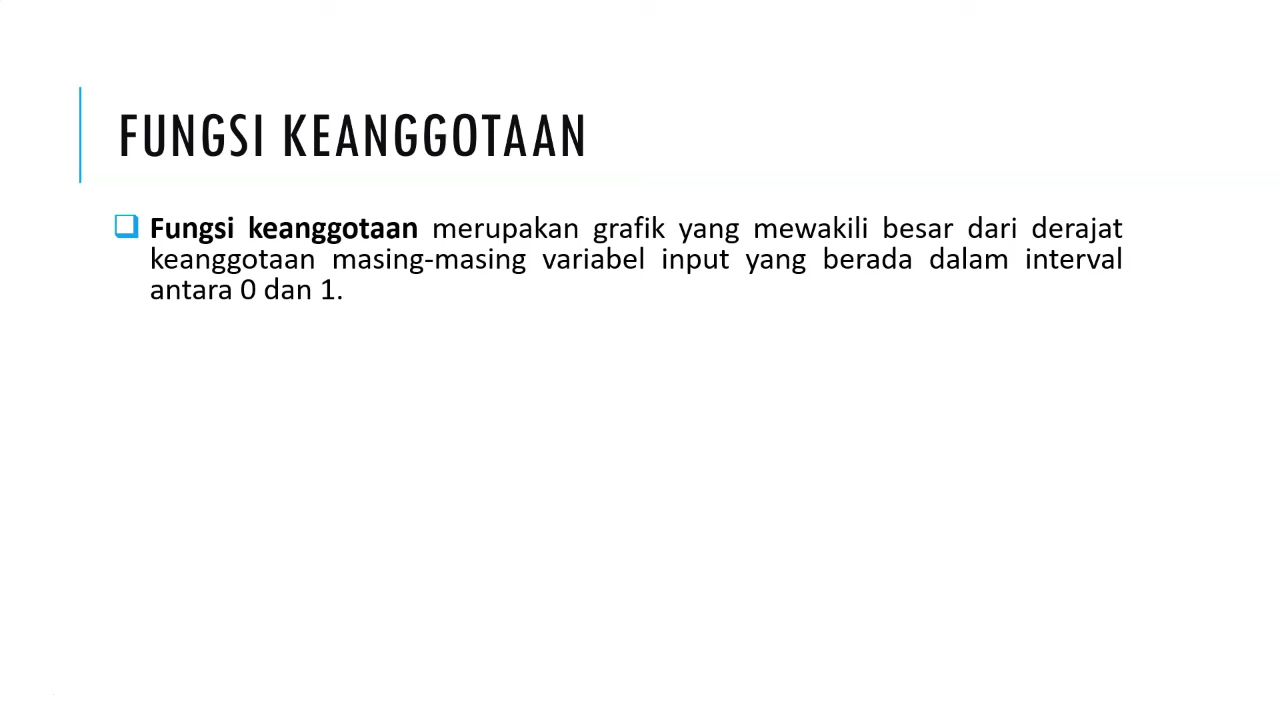 FUNGSI KEANGGOTAAN
Fungsi keanggotaan merupakan grafik yang mewakili besar dari derajat
keanggotaan masing-masing variabel input yang berada dalam interval
antara 0 dan 1.